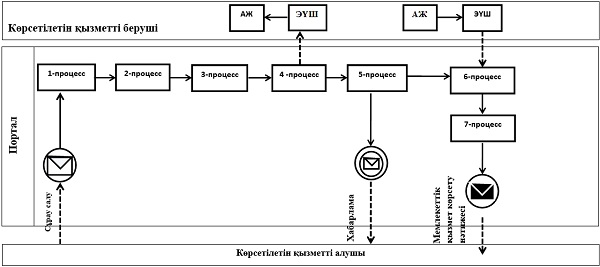 Көрсетілетін қызметті беруші
АЖ
ЭҮШ
АЖ
ЭҮШ
Портал
1-процесс
2-процесс
3-процесс
4 -процесс
5-процесс
6-процесс
7-процесс
Сұрау салу
Хабарлама
Мемлекеттік
қызмет көрсету
нәтижесі
Көрсетілетін қызметті алушы